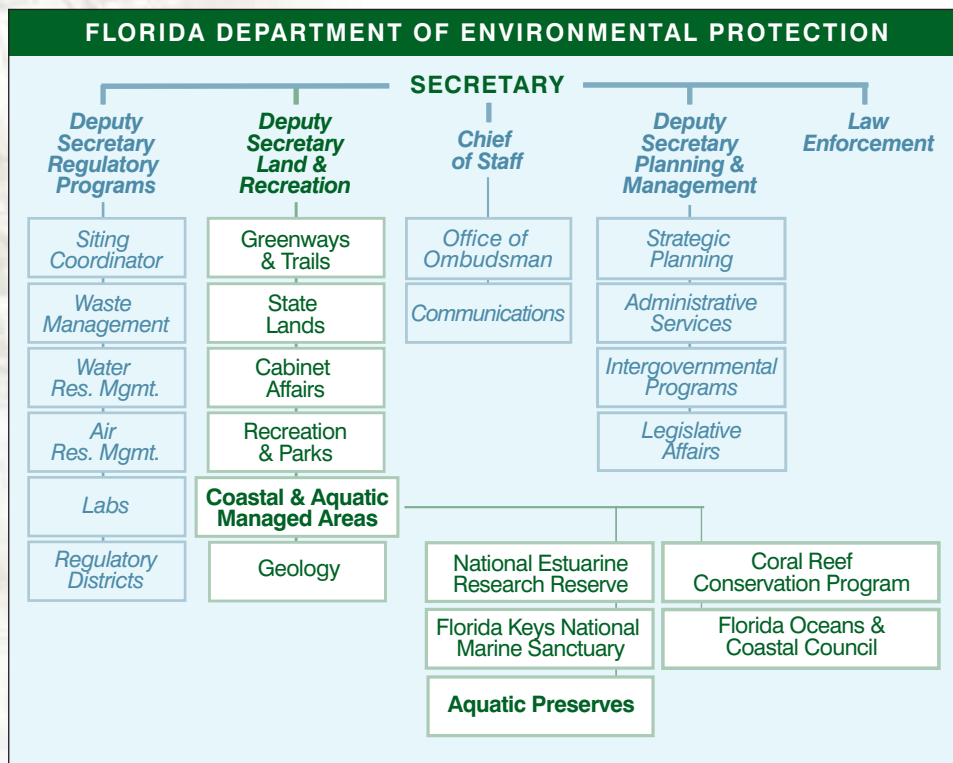 FLORIDA DEPARTMENT OF ENVIRONMENTAL PROTECTION
SECRETARY
Deputy
Secretary
Regulatory
Programs
Siting
Coordinator
Waste
Management
Water
Res. Mgmt.
Air
Res. Mgmt.
Labs
Regulatory
Districts
Deputy
Secretary
Land &
Recreation
Greenways
& Trails
State
Lands
Cabinet
Affairs
Recreation
& Parks
Coastal & Aquatic
Managed Areas
Geology
Chief
of Staff
Office of
Ombudsman
Communications
Deputy
Secretary
Planning &
Management
Strategic
Planning
Administrative
Services
Intergovernmental
Programs
Legislative
Affairs
Law
Enforcement
National Estuarine
Research Reserve
Florida Keys National
Marine Sanctuary
Aquatic Preserves
Coral Reef
Conservation Program
Florida Oceans &
Coastal Council